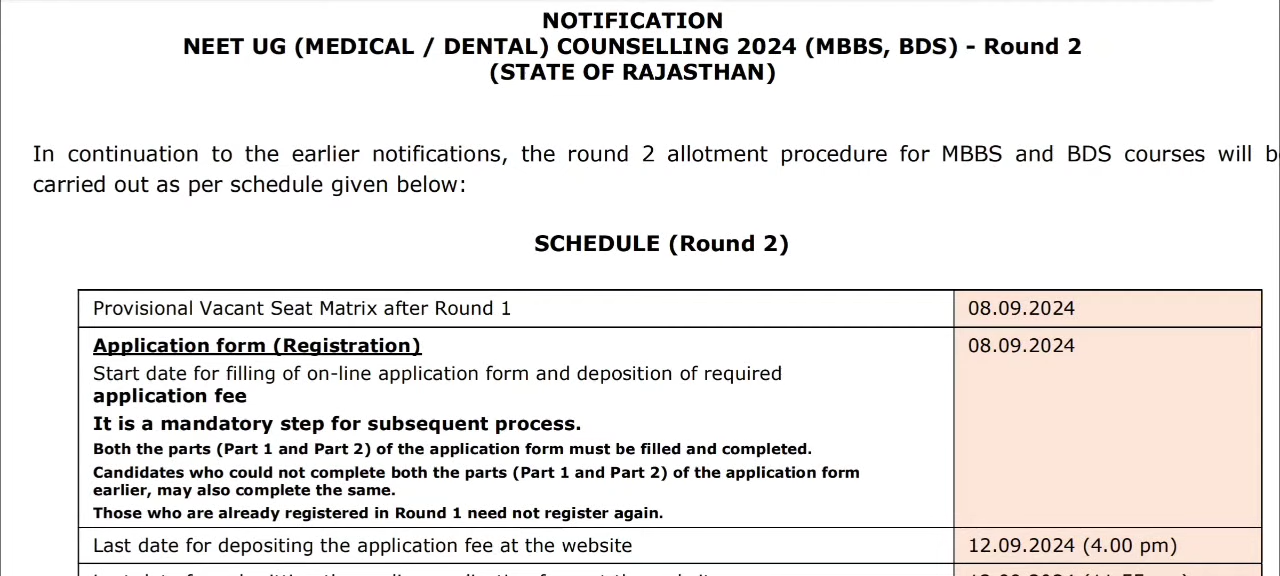 NOTIFICATION
NEET UG (MEDICAL / DENTAL) COUNSELLING 2024 (MBBS, BDS) - Round 2
(STATE OF RAJASTHAN)
In continuation to the earlier notifications, the round 2 allotment procedure for MBBS and BDS courses will
carried out as per schedule given below:
SCHEDULE (Round 2)
Provisional Vacant Seat Matrix after Round 1 08.09.2024
Application form (Registration) 08.09.2024
Start date for filling of on-line application form and deposition of required
application fee
It is a mandatory step for subsequent process.
Both the parts (Part 1 and Part 2) of the application form must be filled and completed.
Candidates who could not complete both the parts (Part 1 and Part 2) of the application form
earlier, may also complete the same.
Those who are already registered in Round 1 need not register again.
Last date for depositing the application fee at the website 12.09.2024 (4.00 pm)